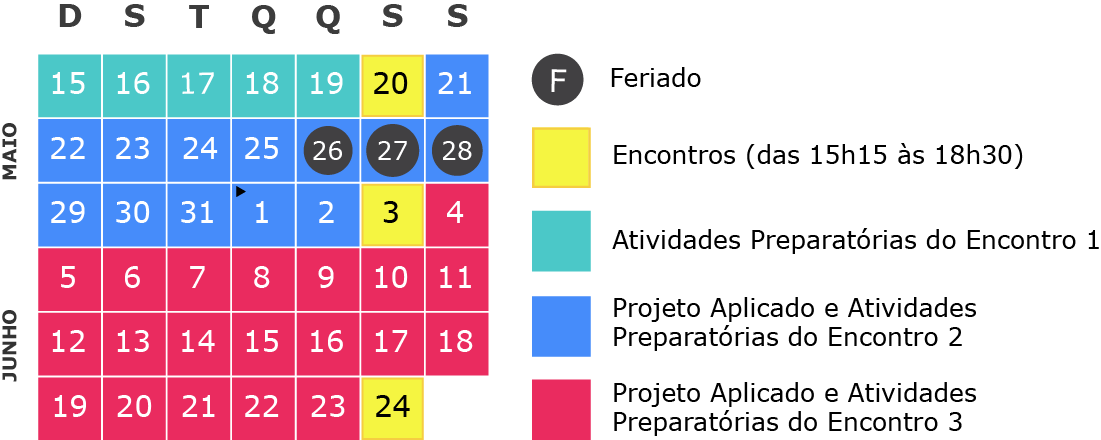 D S T Q Q S S
MAIO
15 16 17 18 19 20 21
22 23 24 25 26 27 28
29 30 31 1 2 3 4
JUNHO
5 6 7 8 9 10 11
12 13 14 15 16 17 18
19 20 21 22 23 24
F Feriado
Encontros (das 15h15 às 18h30)
Atividades Preparatórias do Encontro 1
Projeto Aplicado e Atividades
Preparatórias do Encontro 2
Projeto Aplicado e Atividades
Preparatórias do Encontro 3